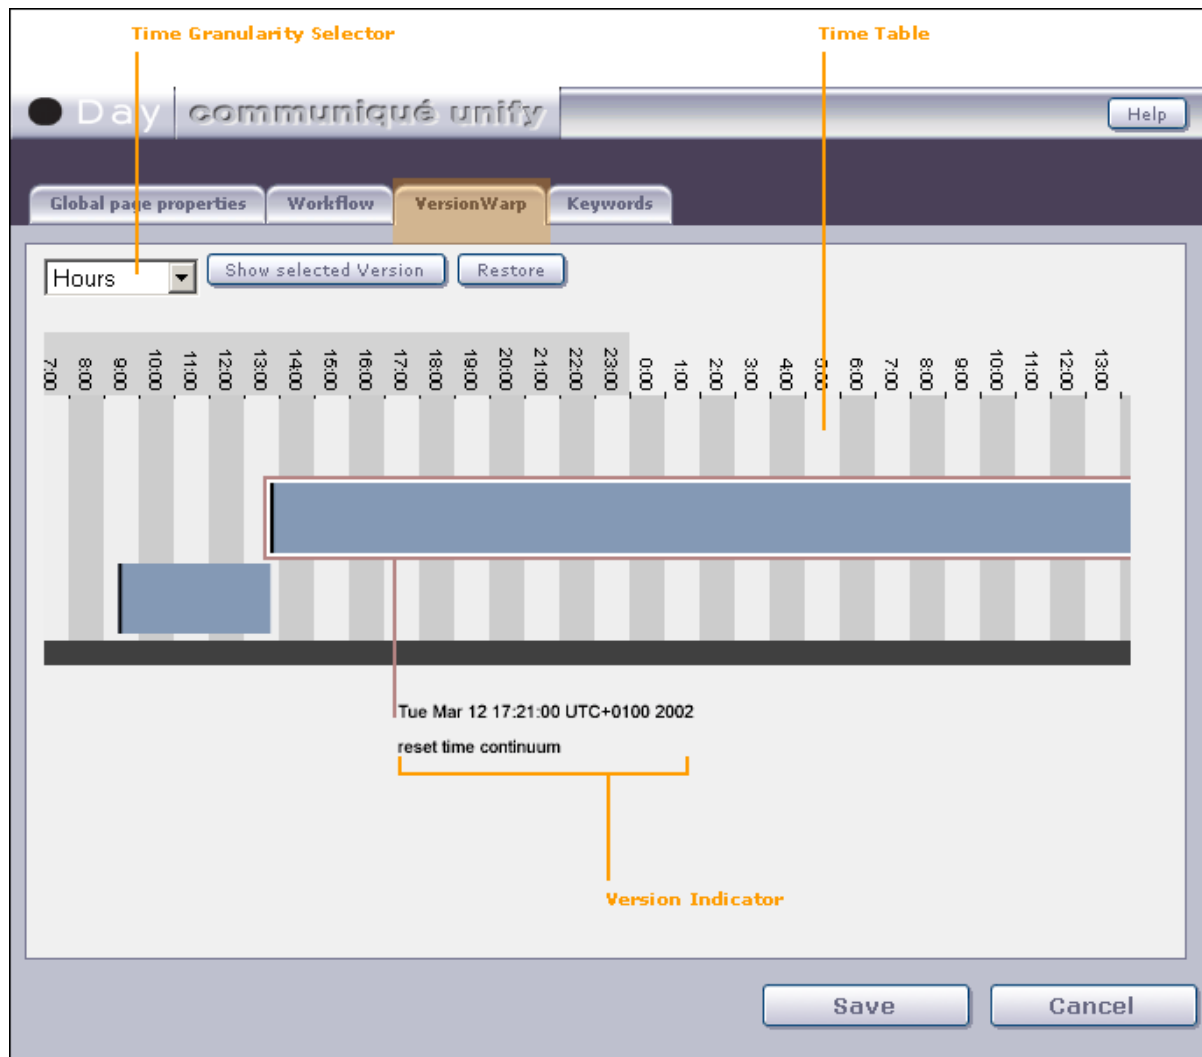 Time Granularity Selector
Time Table
Day communiqué unify
Help
Global page properties
Workflow
VersionWarp
Keywords
Hours
Show selected Version
Restore
7:00 8:00 9:00 10:00 11:00 12:00 13:00 14:00 15:00 16:00 17:00 18:00 19:00 20:00 21:00 22:00 23:00 0:00 1:00 2:00 3:00 4:00 5:00 6:00 7:00 8:00 9:00 10:00 11:00 12:00 13:00
Tue Mar 12 17:21:00 UTC+0100 2002
reset time continuum
Version Indicator
Save
Cancel